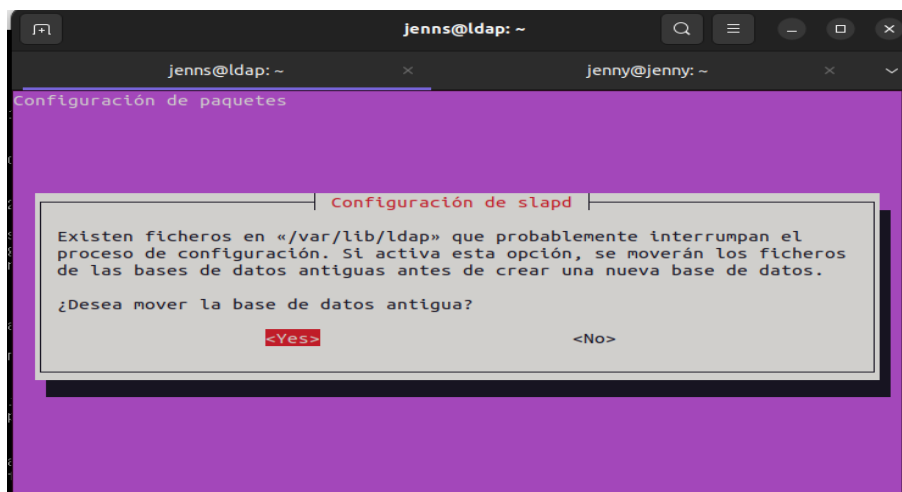 jenns@ldap: ~
jenns@ldap: ~
jenny@jenny: ~
Configuración de paquetes
Configuración de slapd
Existen ficheros en «/var/lib/ldap» que probablemente interrumpan el
proceso de configuración. Si activa esta opción, se moverán los ficheros
de las bases de datos antiguas antes de crear una nueva base de datos.
¿Desea mover la base de datos antigua?
<Yes> <No>